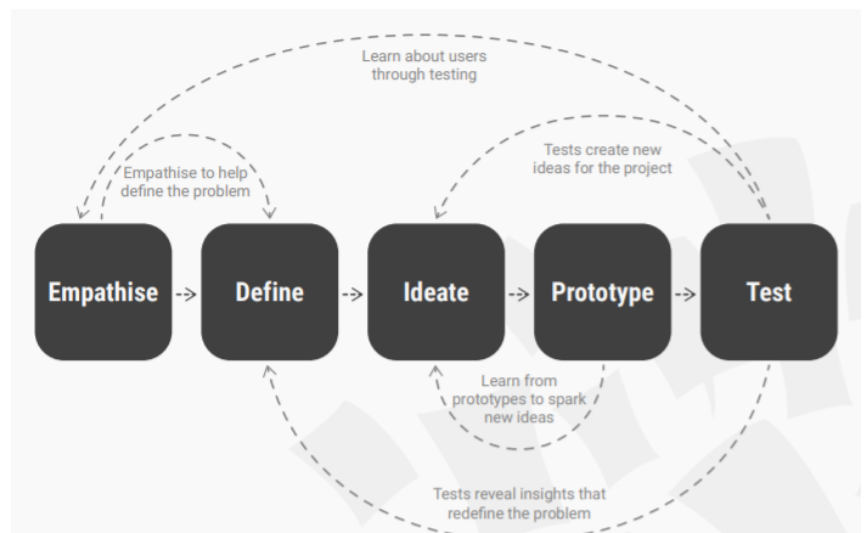 Learn about users
through testing
Tests create new
ideas for the project
Empathise to help
define the problem
Empathise
Define
Ideate
Prototype
Test
Learn from
prototypes to spark
new ideas
Tests reveal insights that
redefine the problem